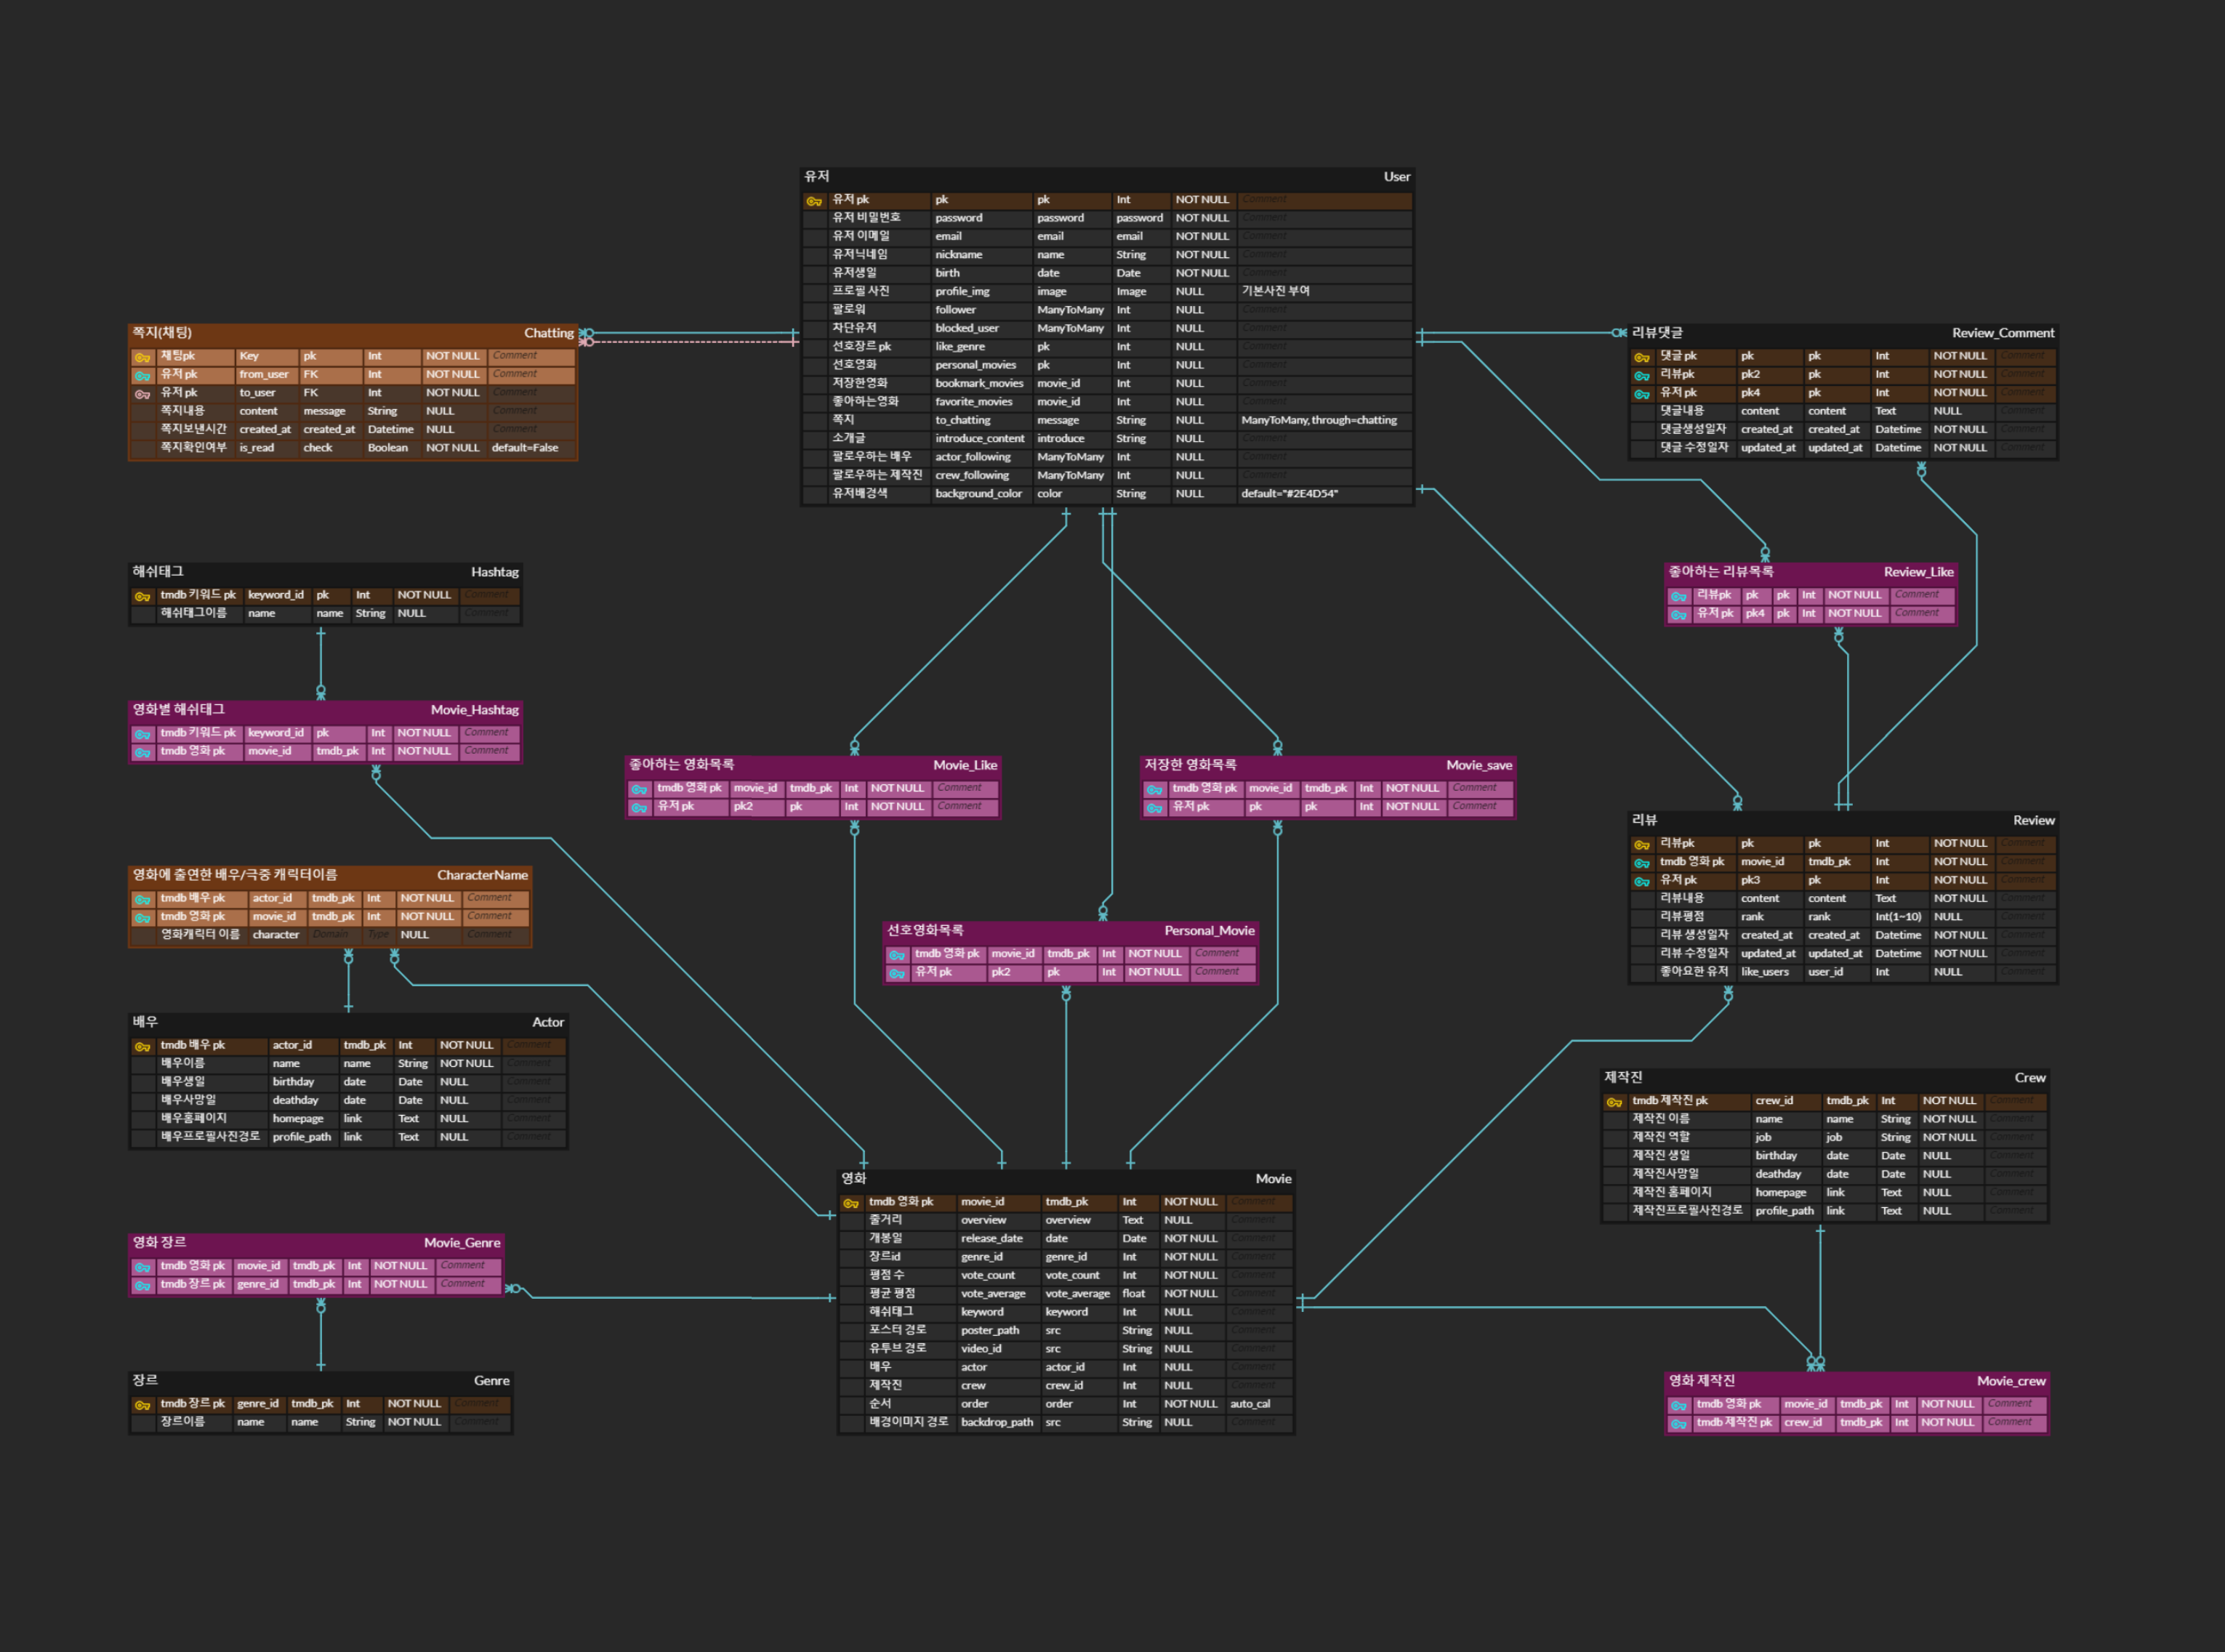 유저 User
유저 pk pk pk Int NOT NULL Comment
유저 비밀번호 password password password NOT NULL Comment
유저 이메일 email email email NOT NULL Comment
유저닉네임 nickname name String NOT NULL Comment
유저생일 birth date Date NOT NULL Comment
프로필 사진 profile_img image Image NULL 기본사진 부여
팔로워 follower ManyToMany Int NULL Comment
차단유저 blocked_user ManyToMany Int NULL Comment
선호장르 pk like_genre pk Int NULL Comment
선호영화 personal_movies pk Int NULL Comment
저장한영화 bookmark_movies movie_id Int NULL Comment
좋아하는영화 favorite_movies movie_id Int NULL Comment
쪽지 to_chatting message String NULL ManyToMany, through=chatting
소개글 introduce_content introduce String NULL Comment
팔로우하는 배우 actor_following ManyToMany Int NULL Comment
팔로우하는 제작진 crew_following ManyToMany Int NULL Comment
유저배경색 background_color color String NULL default="#2E4D54"
쪽지(채팅) Chatting
채팅pk Key pk Int NOT NULL Comment
유저 pk from_user FK Int NOT NULL Comment
유저 pk to_user FK Int NOT NULL Comment
쪽지내용 content message String NULL Comment
쪽지보낸시간 created_at created_at Datetime NULL Comment
쪽지확인여부 is_read check Boolean NOT NULL default=False
리뷰댓글 Review_Comment
댓글 pk pk pk Int NOT NULL Comment
리뷰pk pk2 pk Int NOT NULL Comment
유저 pk pk4 pk Int NOT NULL Comment
댓글내용 content content Text NULL Comment
댓글생성일자 created_at created_at Datetime NOT NULL Comment
댓글 수정일자 updated_at updated_at Datetime NOT NULL Comment
해쉬태그 Hashtag
tmdb 키워드 pk keyword_id pk Int NOT NULL Comment
해쉬태그이름 name name String NULL Comment
좋아하는 리뷰목록 Review_Like
리뷰pk pk pk Int NOT NULL Comment
유저 pk pk4 pk Int NOT NULL Comment
영화별 해쉬태그 Movie_Hashtag
tmdb 키워드 pk keyword_id pk Int NOT NULL Comment
tmdb 영화 pk movie_id tmdb_pk Int NOT NULL Comment
좋아하는 영화목록 Movie_Like
tmdb 영화 pk movie_id tmdb_pk Int NOT NULL Comment
유저 pk pk2 pk Int NOT NULL Comment
저장한 영화목록 Movie_save
tmdb 영화 pk movie_id tmdb_pk Int NOT NULL Comment
유저 pk pk pk Int NOT NULL Comment
리뷰 Review
리뷰pk pk pk Int NOT NULL Comment
tmdb 영화 pk movie_id tmdb_pk Int NOT NULL Comment
유저 pk pk3 pk Int NOT NULL Comment
리뷰내용 content content Text NOT NULL Comment
리뷰평점 rank rank Int(1~10) NULL Comment
리뷰 생성일자 created_at created_at Datetime NOT NULL Comment
리뷰 수정일자 updated_at updated_at Datetime NOT NULL Comment
좋아요한 유저 like_users user_id Int NULL Comment
영화에 출연한 배우/극중 캐릭터이름 CharacterName
tmdb 배우 pk actor_id tmdb_pk Int NOT NULL Comment
tmdb 영화 pk movie_id tmdb_pk Int NOT NULL Comment
영화캐릭터 이름 character Domain Type NULL Comment
선호영화목록 Personal_Movie
tmdb 영화 pk movie_id tmdb_pk Int NOT NULL Comment
유저 pk pk2 pk Int NOT NULL Comment
배우 Actor
tmdb 배우 pk actor_id tmdb_pk Int NOT NULL Comment
배우이름 name name String NOT NULL Comment
배우생일 birthday date Date NULL Comment
배우사망일 deathday date Date NULL Comment
배우홈페이지 homepage link Text NULL Comment
배우프로필사진경로 profile_path link Text NULL Comment
제작진 Crew
tmdb 제작진 pk crew_id tmdb_pk Int NOT NULL Comment
제작진 이름 name name String NOT NULL Comment
제작진 역할 job job String NOT NULL Comment
제작진 생일 birthday date Date NULL Comment
제작진사망일 deathday date Date NULL Comment
제작진 홈페이지 homepage link Text NULL Comment
제작진프로필사진경로 profile_path link Text NULL Comment
영화 Movie
tmdb 영화 pk movie_id tmdb_pk Int NOT NULL Comment
줄거리 overview overview Text NULL Comment
개봉일 release_date date Date NOT NULL Comment
장르id genre_id genre_id Int NOT NULL Comment
평점 수 vote_count vote_count Int NOT NULL Comment
평균 평점 vote_average vote_average float NOT NULL Comment
해쉬태그 keyword keyword Int NULL Comment
포스터 경로 poster_path src String NULL Comment
유투브 경로 video_id src String NULL Comment
배우 actor actor_id Int NULL Comment
제작진 crew crew_id Int NULL Comment
순서 order order Int NOT NULL auto_cal
배경이미지 경로 backdrop_path src String NULL Comment
영화 장르 Movie_Genre
tmdb 영화 pk movie_id tmdb_pk Int NOT NULL Comment
tmdb 장르 pk genre_id tmdb_pk Int NOT NULL Comment
장르 Genre
tmdb 장르 pk genre_id tmdb_pk Int NOT NULL Comment
장르이름 name name String NOT NULL Comment
영화 제작진 Movie_crew
tmdb 영화 pk movie_id tmdb_pk Int NOT NULL Comment
tmdb 제작진 pk crew_id tmdb_pk Int NOT NULL Comment